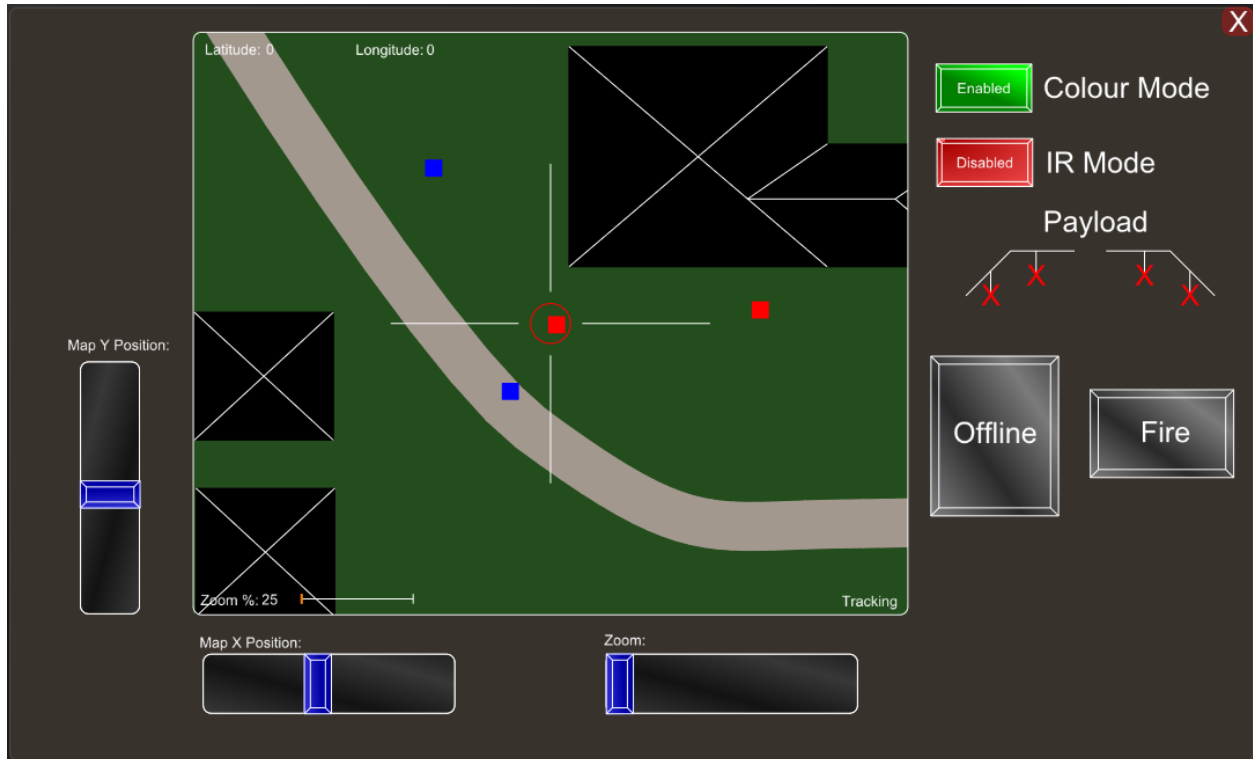 X
Latitude: 0 Longitude: 0
Enabled Colour Mode
Disabled IR Mode
Payload
X X X X
Map Y Position:
Offline
Fire
Zoom %: 25
Tracking
Map X Position:
Zoom: